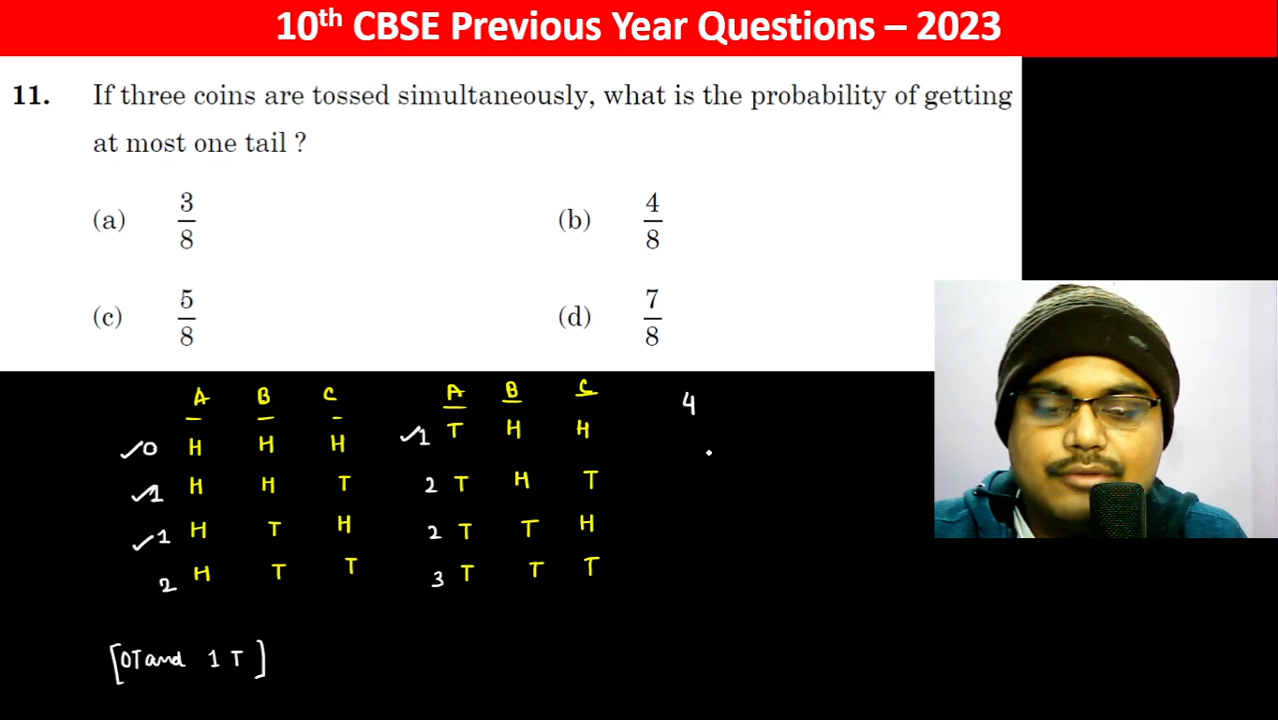 10th CBSE Previous Year Questions – 2023
11. If three coins are tossed simultaneously, what is the probability of getting
at most one tail ?
(a) 3/8 (b) 4/8
(c) 5/8 (d) 7/8
A B C A B C 4
✓0 H H H ✓1 T H H
✓1 H H T 2 T H T
✓1 H T H 2 T T H
2 H T T 3 T T T
[0T and 1 T]